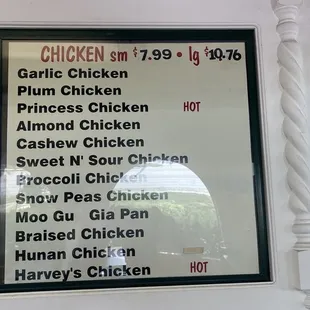 CHICKEN sm $7.99 • lg $10.76
Garlic Chicken
Plum Chicken
Princess Chicken HOT
Almond Chicken
Cashew Chicken
Sweet N' Sour Chicken
Broccoli Chicken
Snow Peas Chicken
Moo Gu Gia Pan
Braised Chicken
Hunan Chicken
Harvey's Chicken HOT